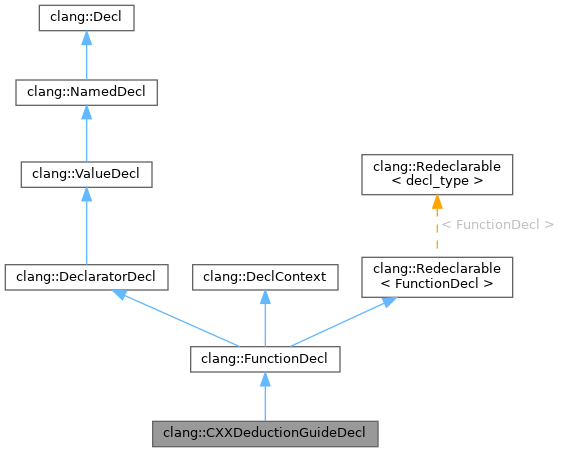 clang::Decl
clang::NamedDecl
clang::ValueDecl
clang::Redeclarable
< decl_type >
< FunctionDecl >
clang::DeclaratorDecl
clang::DeclContext
clang::Redeclarable
< FunctionDecl >
clang::FunctionDecl
clang::CXXDeductionGuideDecl